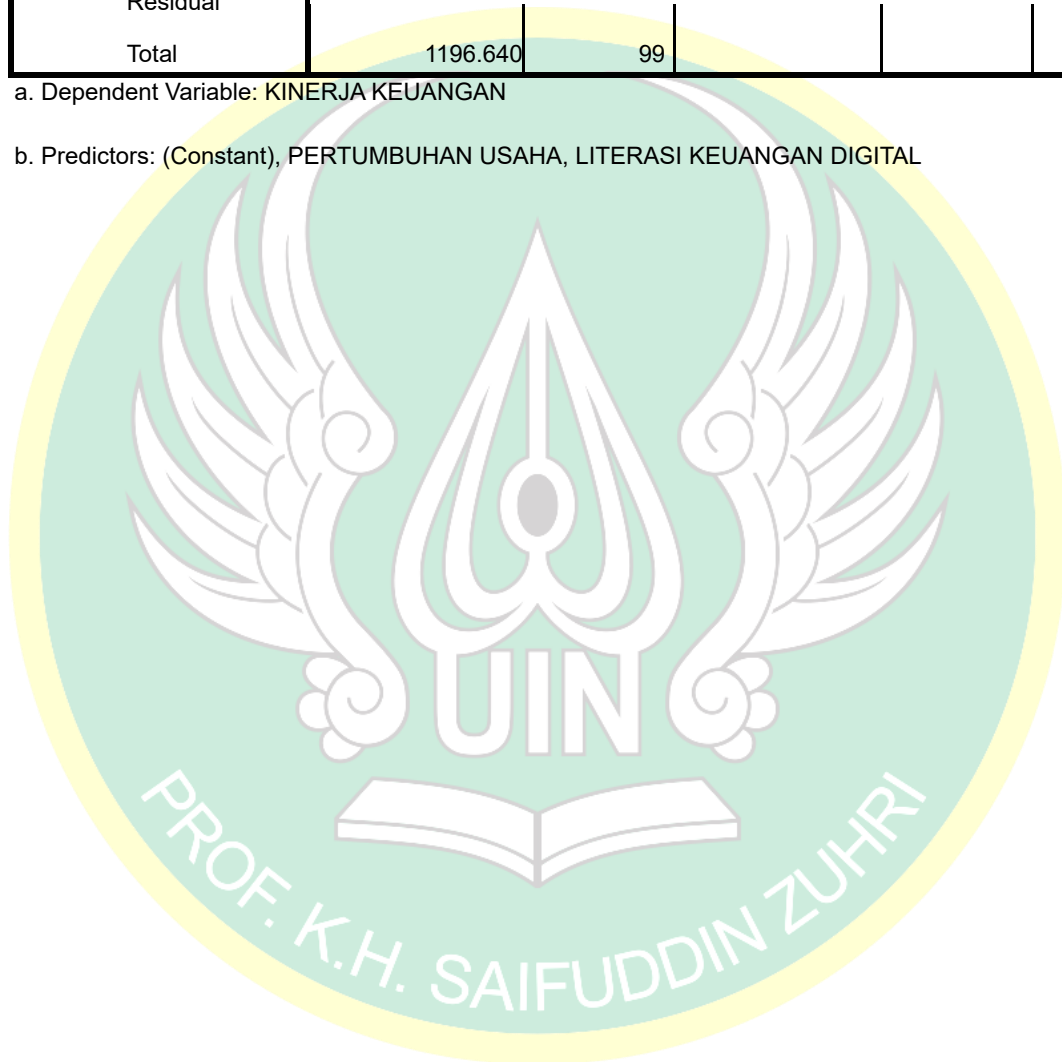 Residual
Total 1196.640 99
a. Dependent Variable: KINERJA KEUANGAN
b. Predictors: (Constant), PERTUMBUHAN USAHA, LITERASI KEUANGAN DIGITAL
UIN
PROF. K.H. SAIFUDDIN ZUHRI